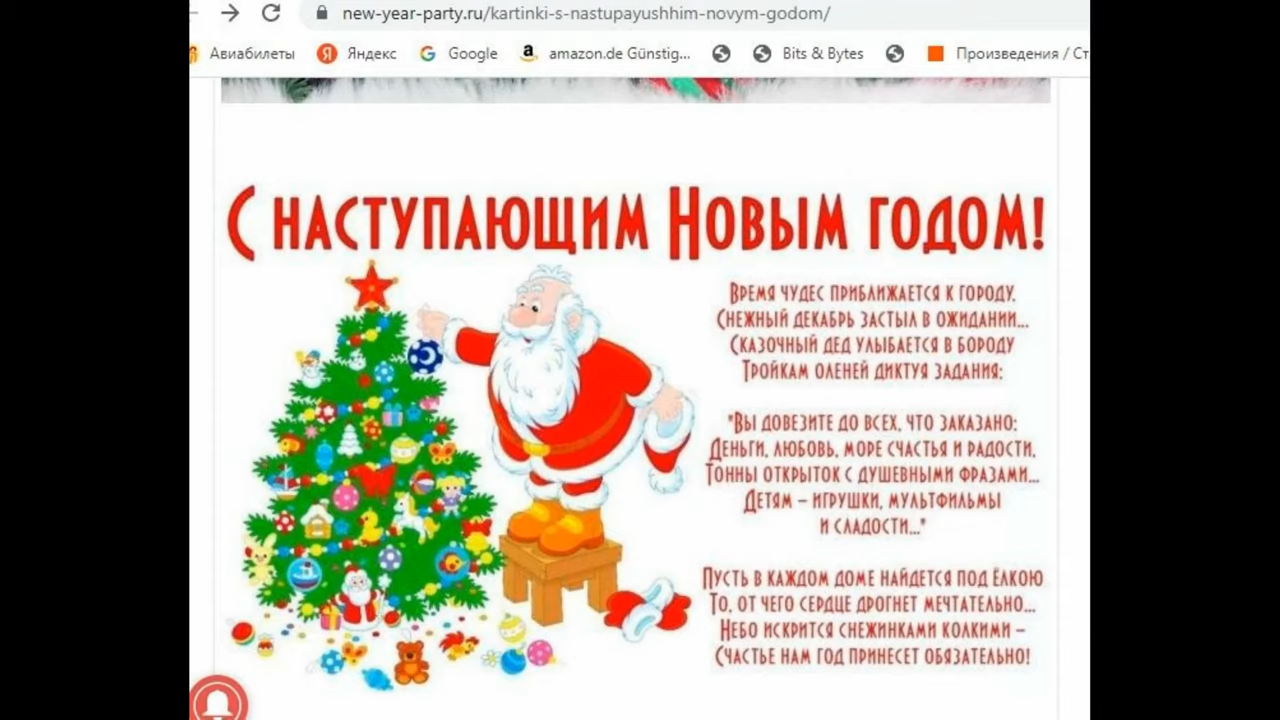 new-year-party.ru/kartinki-s-nastupayushhim-novym-godom/
Авиабилеты Яндекс Google amazon.de Günstig... Bits & Bytes Произведения / Ст
С НАСТУПАЮЩИМ НОВЫМ ГОДОМ!
ВРЕМЯ ЧУДЕС ПРИБЛИЖАЕТСЯ К ГОРОДУ.
СНЕЖНЫЙ ДЕКАБРЬ ЗАСТЫЛ В ОЖИДАНИИ...
СКАЗОЧНЫЙ ДЕД УЛЫБАЕТСЯ В БОРОДУ
ТРОЙКАМ ОЛЕНЕЙ ДИКТУЯ ЗАДАНИЯ:
"ВЫ ДОВЕЗИТЕ ДО ВСЕХ, ЧТО ЗАКАЗАНО:
ДЕНЬГИ, ЛЮБОВЬ, МОРЕ СЧАСТЬЯ И РАДОСТИ,
ТОННЫ ОТКРЫТОК С ДУШЕВНЫМИ ФРАЗАМИ...
ДЕТЯМ – ИГРУШКИ, МУЛЬТФИЛЬМЫ
И СЛАДОСТИ..."
ПУСТЬ В КАЖДОМ ДОМЕ НАЙДЕТСЯ ПОД ЁЛКОЮ
ТО, ОТ ЧЕГО СЕРДЦЕ ДРОГНЕТ МЕЧТАТЕЛЬНО...
НЕБО ИСКРИТСЯ СНЕЖИНКАМИ КОЛКИМИ –
СЧАСТЬЕ НАМ ГОД ПРИНЕСЕТ ОБЯЗАТЕЛЬНО!